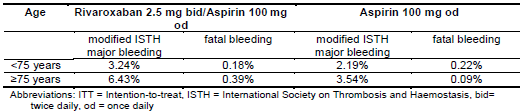 Age Rivaroxaban 2.5 mg bid/Aspirin 100 mg od Aspirin 100 mg od
modified ISTH major bleeding fatal bleeding modified ISTH major bleeding fatal bleeding
<75 years 3.24% 0.18% 2.19% 0.22%
≥75 years 6.43% 0.39% 3.54% 0.09%
Abbreviations: ITT = Intention-to-treat, ISTH = International Society on Thrombosis and Haemostasis, bid=
twice daily, od = once daily